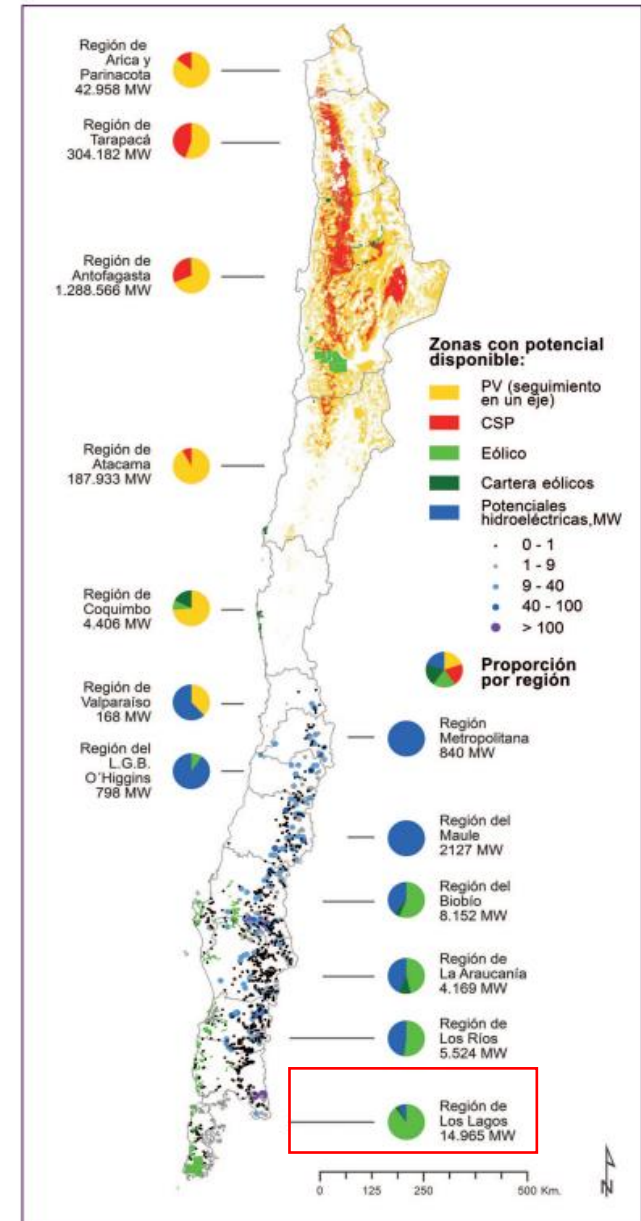 Región de
Arica y
Parinacota
42.958 MW
Región de
Tarapacá
304.182 MW
Región de
Antofagasta
1.288.566 MW
Región de
Atacama
187.933 MW
Región de
Coquimbo
4.406 MW
Región de
Valparaíso
168 MW
Región del
L.G.B.
O´Higgins
798 MW
Zonas con potencial
disponible:
PV (seguimiento
en un eje)
CSP
Eólico
Cartera eólicos
Potenciales
hidroeléctricas,MW
0 - 1
1 - 9
9 - 40
40 - 100
> 100
Proporción
por región
Región
Metropolitana
840 MW
Región del
Maule
2127 MW
Región del
Biobío
8.152 MW
Región de
La Araucanía
4.169 MW
Región de
Los Ríos
5.524 MW
Región de
Los Lagos
14.965 MW
0 125 250 500 Km.
N